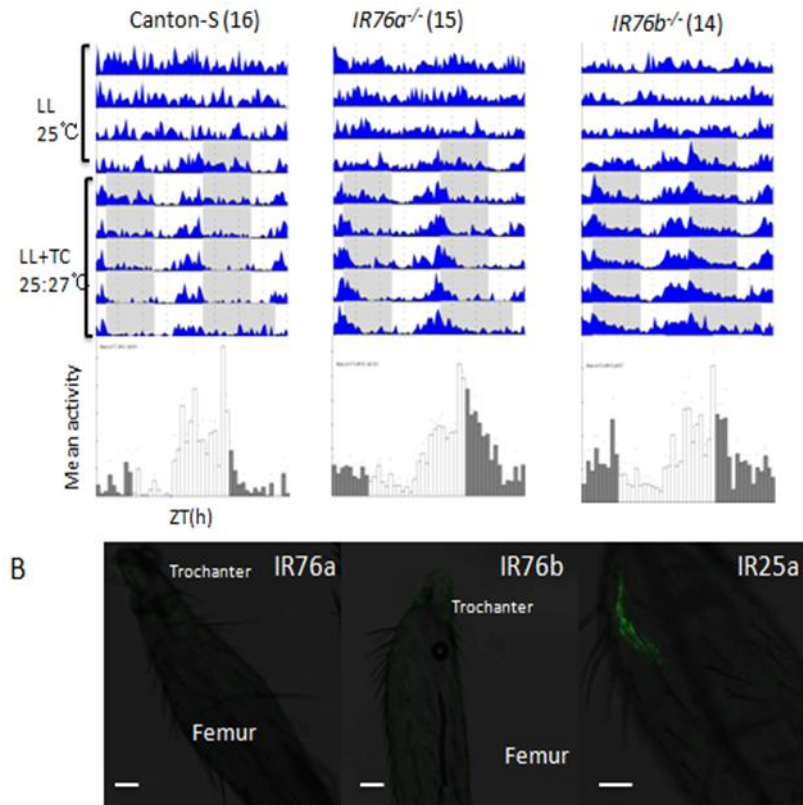 Canton-S (16)
IR76a-/- (15)
IR76b-/- (14)
LL
25℃
LL+TC
25:27℃
Mean activity
ZT(h)
B
Trochanter
IR76a
Femur
IR76b
Trochanter
Femur
IR25a